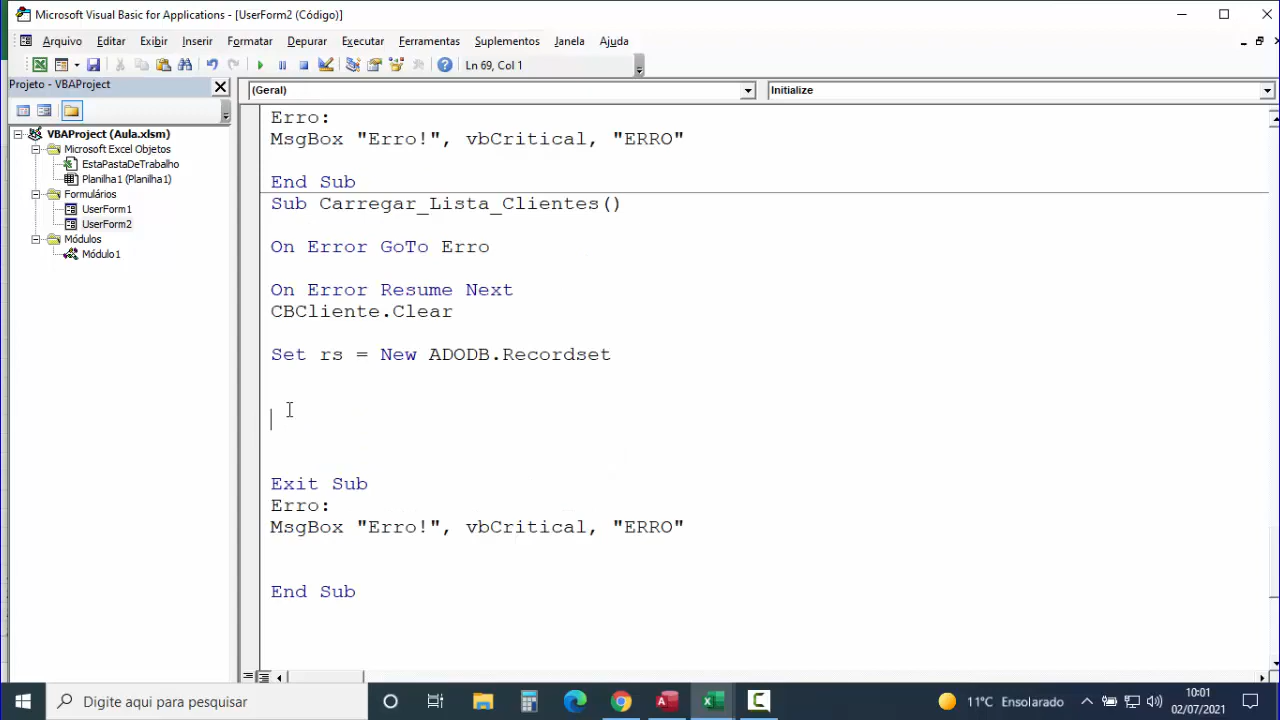 Microsoft Visual Basic for Applications - [UserForm2 (Código)]
Arquivo Editar Exibir Inserir Formatar Depurar Executar Ferramentas Suplementos Janela Ajuda
Ln 69, Col 1
Projeto - VBAProject
(Geral)
Initialize
VBAProject (Aula.xlsm)
Microsoft Excel Objetos
EstaPastaDeTrabalho
Planilha1 (Planilha1)
Formulários
UserForm1
UserForm2
Módulos
Módulo1
Erro:
MsgBox "Erro!", vbCritical, "ERRO"
End Sub
Sub Carregar_Lista_Clientes()
On Error GoTo Erro
On Error Resume Next
CBCliente.Clear
Set rs = New ADODB.Recordset
Exit Sub
Erro:
MsgBox "Erro!", vbCritical, "ERRO"
End Sub
Digite aqui para pesquisar
11°C Ensolarado
10:01
02/07/2021